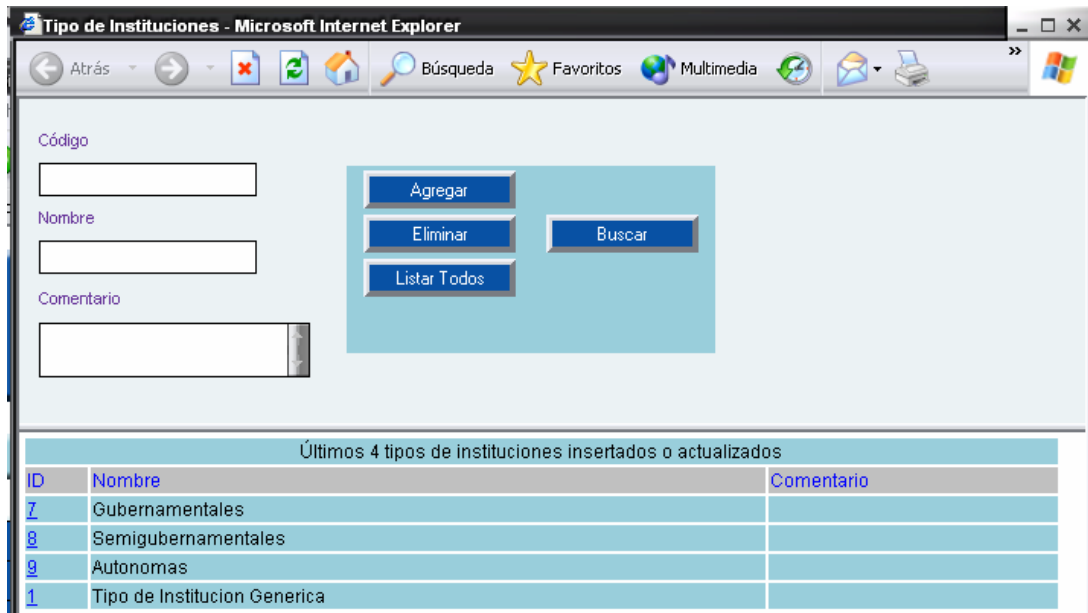 Tipo de Instituciones - Microsoft Internet Explorer
Atrás Búsqueda Favoritos Multimedia
Código
Agregar
Nombre
Eliminar Buscar
Listar Todos
Comentario
Últimos 4 tipos de instituciones insertados o actualizados
ID Nombre Comentario
7 Gubernamentales
8 Semigubernamentales
9 Autonomas
1 Tipo de Institucion Generica